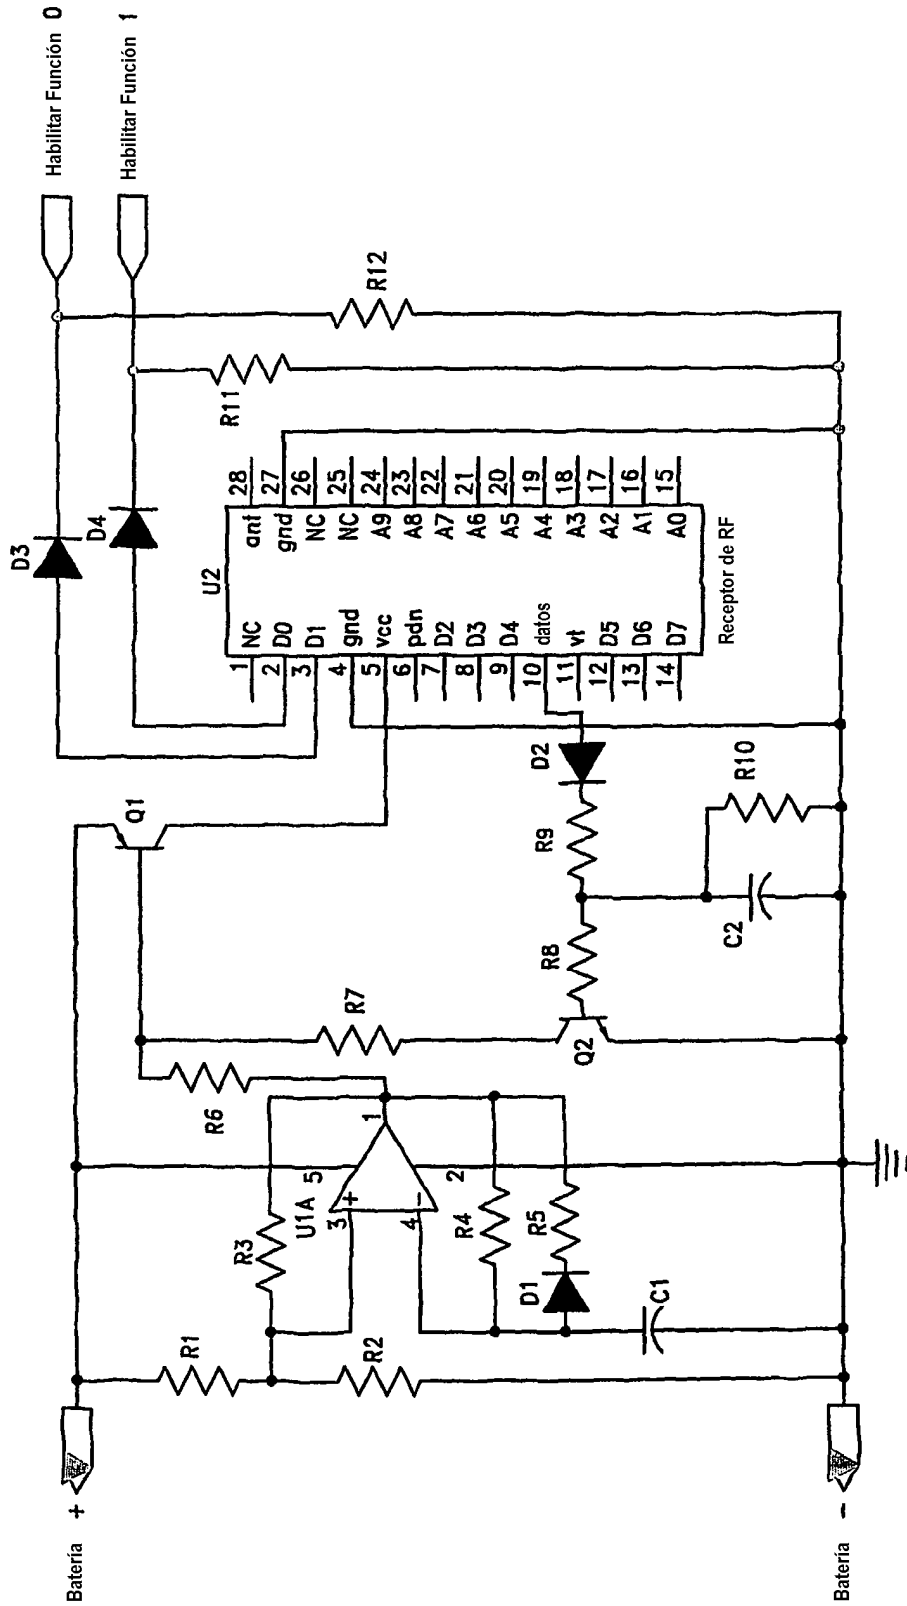 Batería +
Batería -
R1
R2
R3
U1A
3
+
4
-
5
2
1
R4
R5
D1
C1
R6
R7
Q1
Q2
R8
R9
D2
C2
R10
U2
1 NC
2 D0
3 D1
4 gnd
5 vcc
6 pdn
7 D2
8 D3
9 D4
10 datos
11 vt
12 D5
13 D6
14 D7
ant 28
gnd 27
NC 26
NC 25
A9 24
A8 23
A7 22
A6 21
A5 20
A4 19
A3 18
A2 17
A1 16
A0 15
Receptor de RF
D3
D4
R11
R12
Habilitar Función 0
Habilitar Función 1